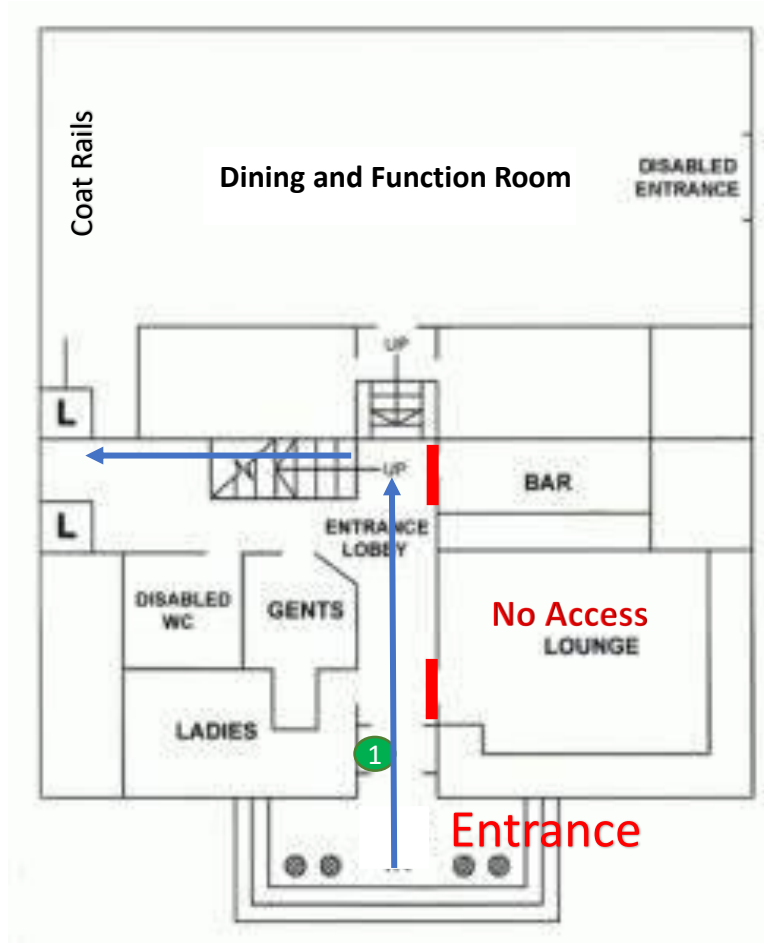 Coat Rails
Dining and Function Room
DISABLED
ENTRANCE
UP
L
UP
BAR
L
ENTRANCE
LOBBY
DISABLED
WC
GENTS
No Access
LOUNGE
LADIES
1
Entrance